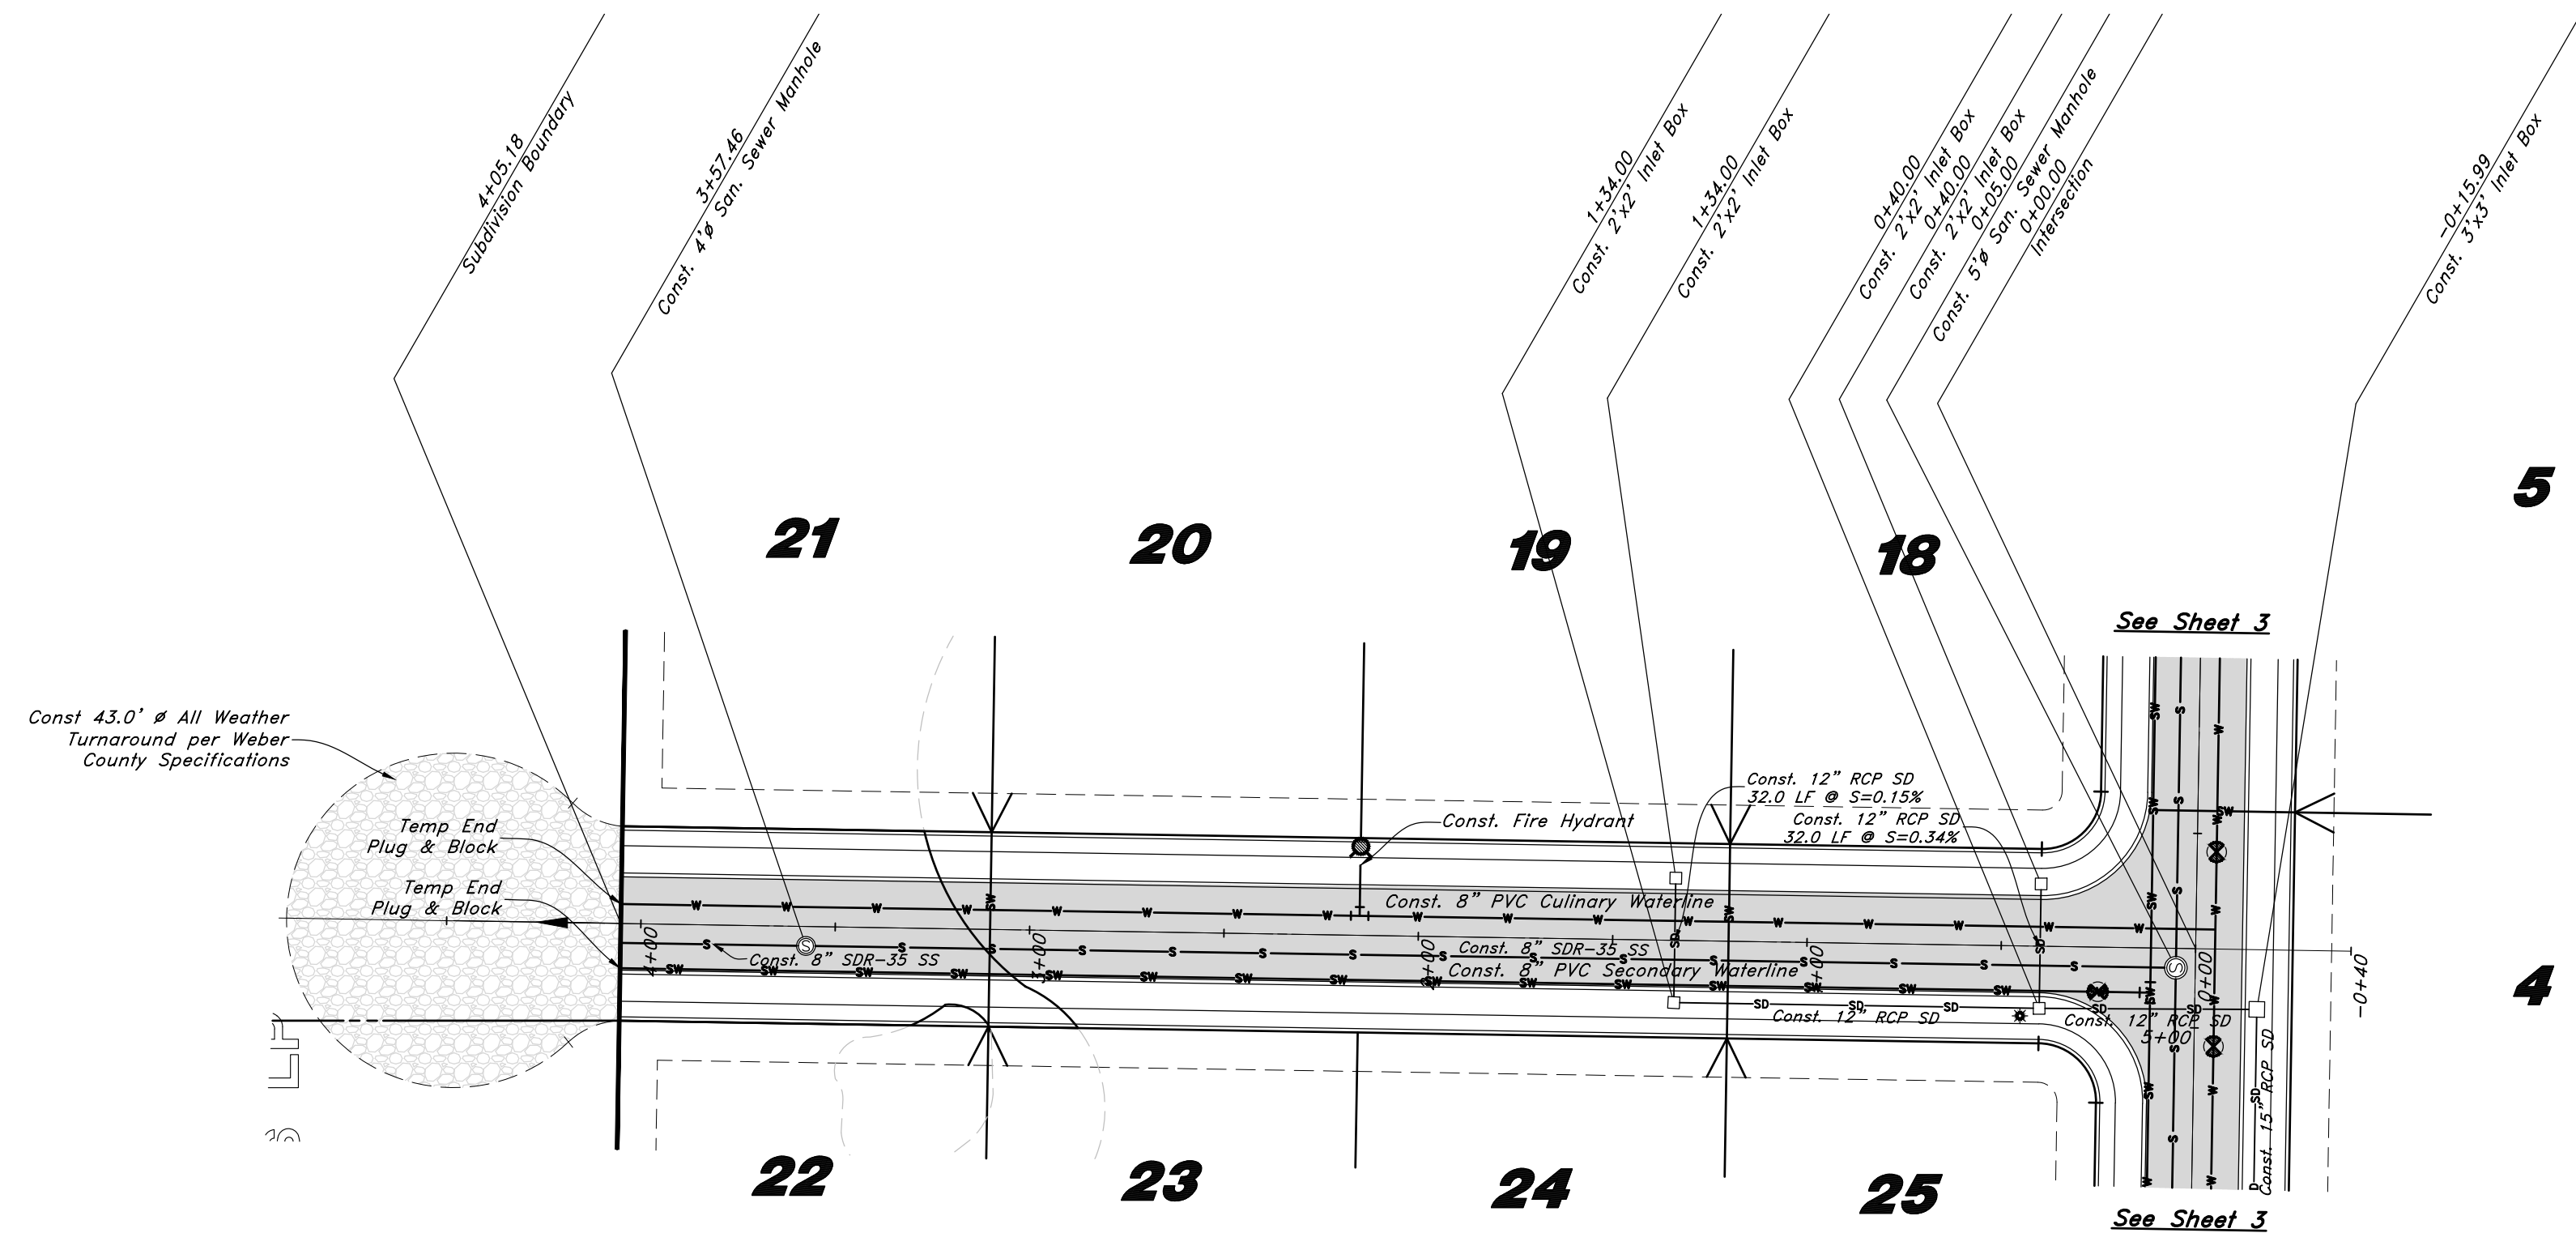 4+05.18
Subdivision Boundary
3+57.46
Const. 4'ø San. Sewer Manhole
1+34.00
Const. 2'x2' Inlet Box
1+34.00
Const. 2'x2' Inlet Box
0+40.00
Const. 2'x2' Inlet Box
0+40.00
Const. 2'x2' Inlet Box
0+05.00
Const. 5'ø San. Sewer Manhole
0+00.00
Intersection
-0+15.99
Const. 3'x3' Inlet Box
21
20
19
18
5
See Sheet 3
Const 43.0' ø All Weather
Turnaround per Weber
County Specifications
Temp End
Plug & Block
Temp End
Plug & Block
Const. 12" RCP SD
32.0 LF @ S=0.15%
Const. 12" RCP SD
32.0 LF @ S=0.34%
Const. Fire Hydrant
Const. 8" PVC Culinary Waterline
Const. 8" SDR-35 SS
Const. 8" SDR-35 SS
Const. 8" PVC Secondary Waterline
4+00
3+00
2+00
1+00
0+00
-0+40
Const. 12" RCP SD
Const. 12" RCP SD
5+00
Const. 15" RCP SD
4
22
23
24
25
See Sheet 3